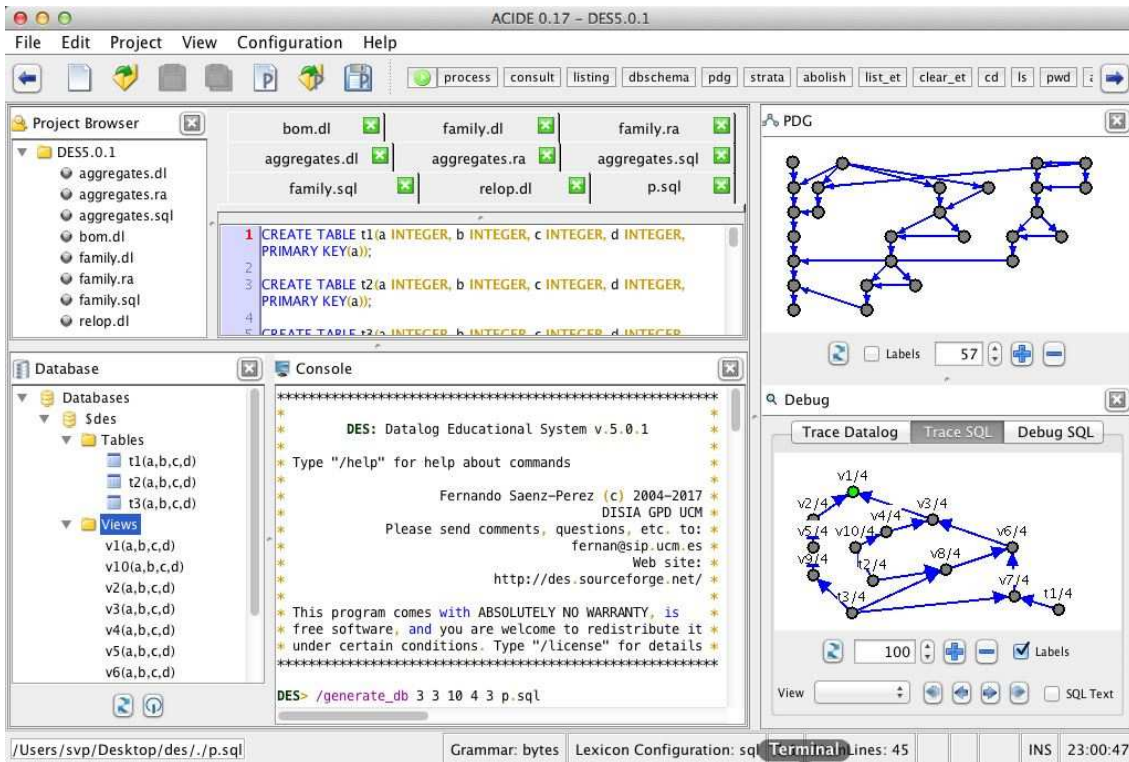 ACIDE 0.17 - DES5.0.1
File Edit Project View Configuration Help
process consult listing dbschema pdg strata abolish list_et clear_et cd ls pwd
Project Browser
DES5.0.1
aggregates.dl
aggregates.ra
aggregates.sql
bom.dl
family.dl
family.ra
family.sql
relop.dl
bom.dl family.dl family.ra
aggregates.dl aggregates.ra aggregates.sql
family.sql relop.dl p.sql
1 CREATE TABLE t1(a INTEGER, b INTEGER, c INTEGER, d INTEGER,
PRIMARY KEY(a));
2
3 CREATE TABLE t2(a INTEGER, b INTEGER, c INTEGER, d INTEGER,
PRIMARY KEY(a));
4
5 CREATE TABLE t3(a INTEGER, b INTEGER, c INTEGER, d INTEGER,
PDG
Labels 57
Database
Databases
$des
Tables
t1(a,b,c,d)
t2(a,b,c,d)
t3(a,b,c,d)
Views
v1(a,b,c,d)
v10(a,b,c,d)
v2(a,b,c,d)
v3(a,b,c,d)
v4(a,b,c,d)
v5(a,b,c,d)
v6(a,b,c,d)
Console
*********************************************************
* *
* DES: Datalog Educational System v.5.0.1 *
* *
* Type "/help" for help about commands *
* *
* Fernando Saenz-Perez (c) 2004-2017 *
* DISIA GPD UCM *
* Please send comments, questions, etc. to: *
* fernan@sip.ucm.es *
* Web site: *
* http://des.sourceforge.net/ *
* *
* This program comes with ABSOLUTELY NO WARRANTY, is *
* free software, and you are welcome to redistribute it *
* under certain conditions. Type "/license" for details *
*********************************************************
DES> /generate_db 3 3 10 4 3 p.sql
Debug
Trace Datalog Trace SQL Debug SQL
v1/4
v2/4 v3/4
v4/4
v5/4 v10/4 v6/4
v9/4 t2/4 v8/4
v7/4
t3/4 t1/4
100 Labels
View SQL Text
/Users/svp/Desktop/des/./p.sql Grammar: bytes Lexicon Configuration: sql Terminal Lines: 45 INS 23:00:47